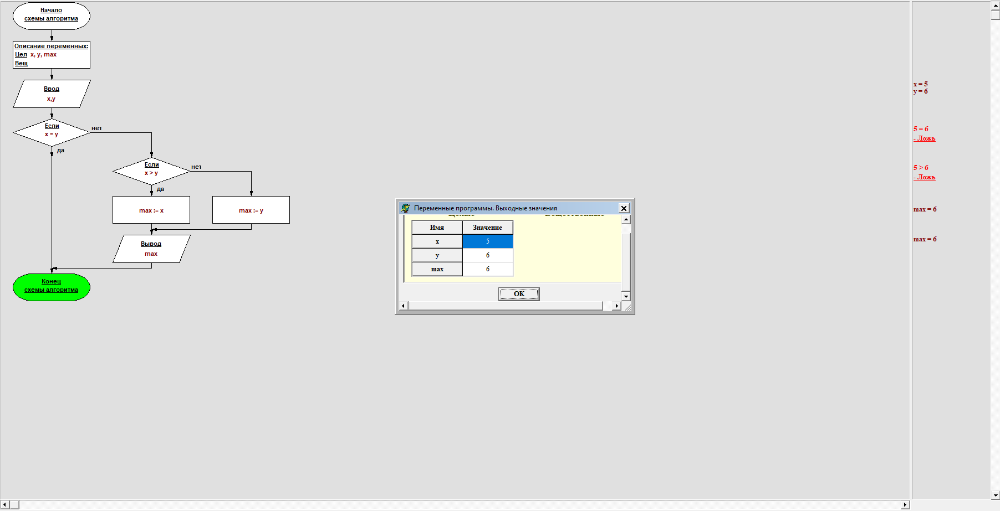 Начало
схемы алгоритма
Описание переменных:
Цел x, y, max
Вещ
Ввод
x,y
Если
x = y
нет
да
Если
x > y
нет
да
max := x
max := y
Вывод
max
Конец
схемы алгоритма
Переменные программы. Выходные значения
Целые Вещественные
Имя Значение
x 5
y 6
max 6
OK
x = 5
y = 6
5 = 6
- Ложь
5 > 6
- Ложь
max = 6
max = 6